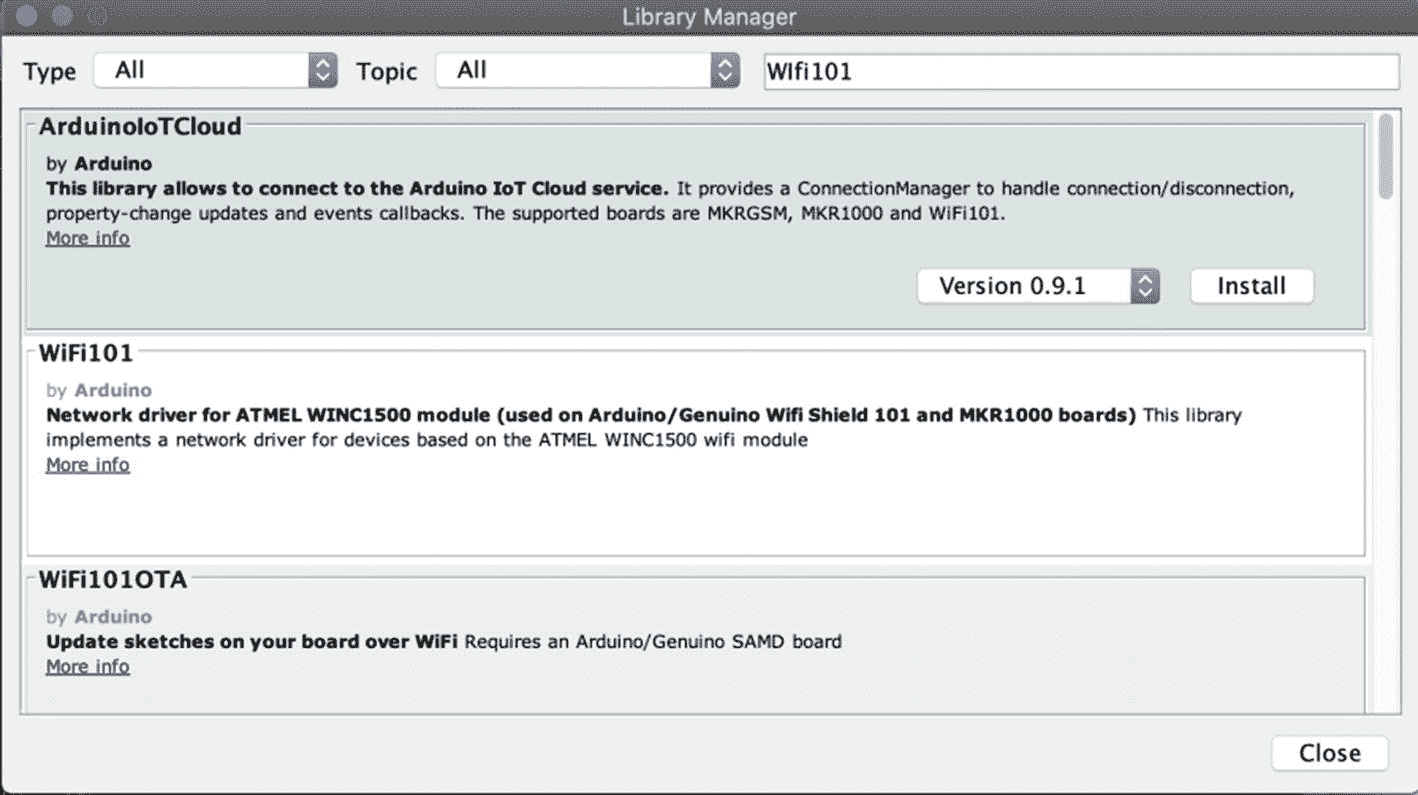 Library Manager
Type All Topic All WIfi101
ArduinoIoTCloud
by Arduino
This library allows to connect to the Arduino IoT Cloud service. It provides a ConnectionManager to handle connection/disconnection,
property-change updates and events callbacks. The supported boards are MKRGSM, MKR1000 and WiFi101.
More info
Version 0.9.1 Install
WiFi101
by Arduino
Network driver for ATMEL WINC1500 module (used on Arduino/Genuino Wifi Shield 101 and MKR1000 boards) This library
implements a network driver for devices based on the ATMEL WINC1500 wifi module
More info
WiFi101OTA
by Arduino
Update sketches on your board over WiFi Requires an Arduino/Genuino SAMD board
More info
Close